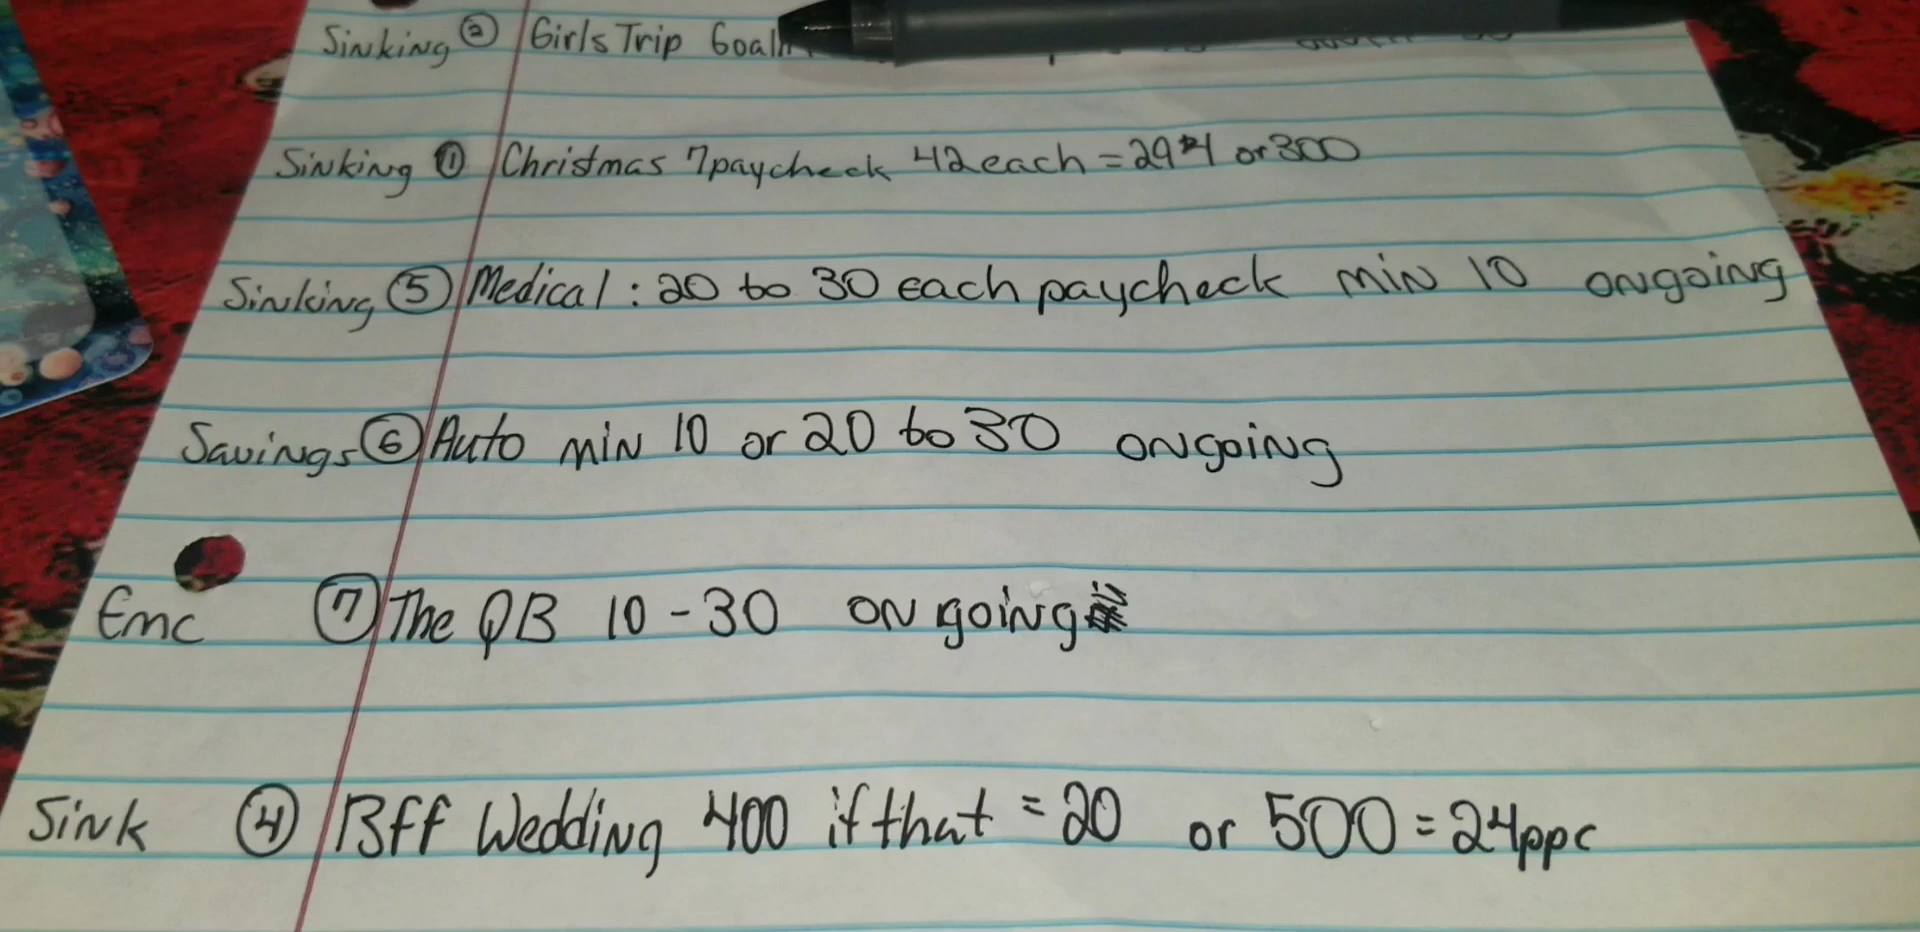 Sinking ② Girls Trip Goal
Sinking ① Christmas 7paycheck 42each = 294 or 300
Sinking ⑤ Medical : 20 to 30 each paycheck min 10 ongoing
Savings ⑥ Auto min 10 or 20 to 30 ongoing
Emc ⑦ The QB 10 - 30 ongoing
Sink ④ Bff Wedding 400 if that = 20 or 500 = 24ppc